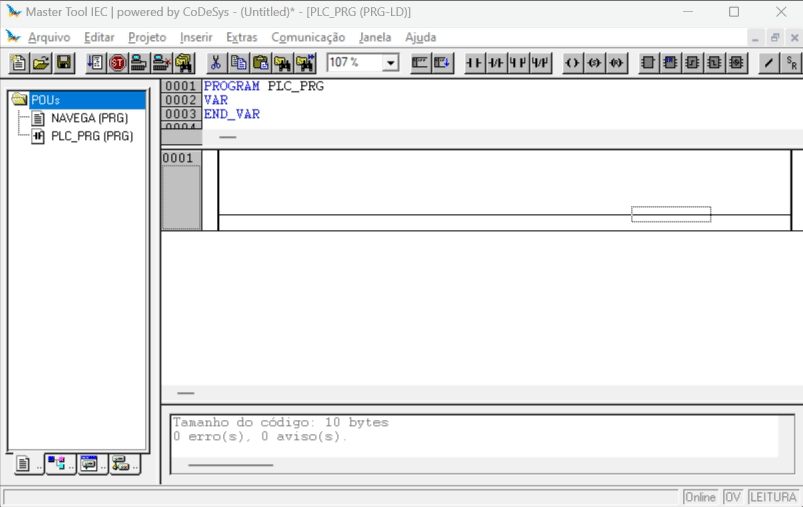 Master Tool IEC | powered by CoDeSys - (Untitled)* - [PLC_PRG (PRG-LD)]
Arquivo Editar Projeto Inserir Extras Comunicação Janela Ajuda
107 %
POUs
NAVEGA (PRG)
PLC_PRG (PRG)
0001 PROGRAM PLC_PRG
0002 VAR
0003 END_VAR
0004
0001
Tamanho do código: 10 bytes
0 erro(s), 0 aviso(s).
Online OV LEITURA